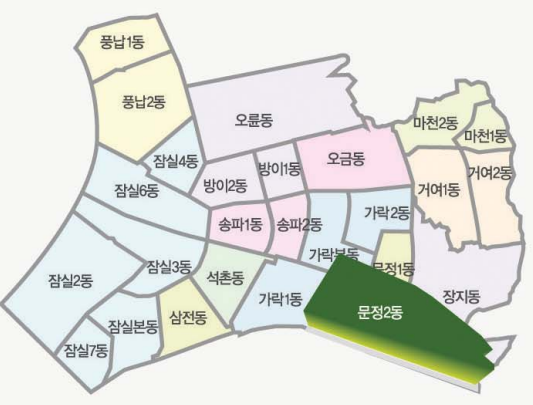 풍납1동
풍납2동
오륜동
마천2동
마천1동
잠실4동
방이1동
오금동
거여2동
잠실6동
방이2동
거여1동
송파1동
송파2동
가락2동
가락본동
문정1동
잠실2동
잠실3동
석촌동
가락1동
장지동
문정2동
삼전동
잠실본동
잠실7동